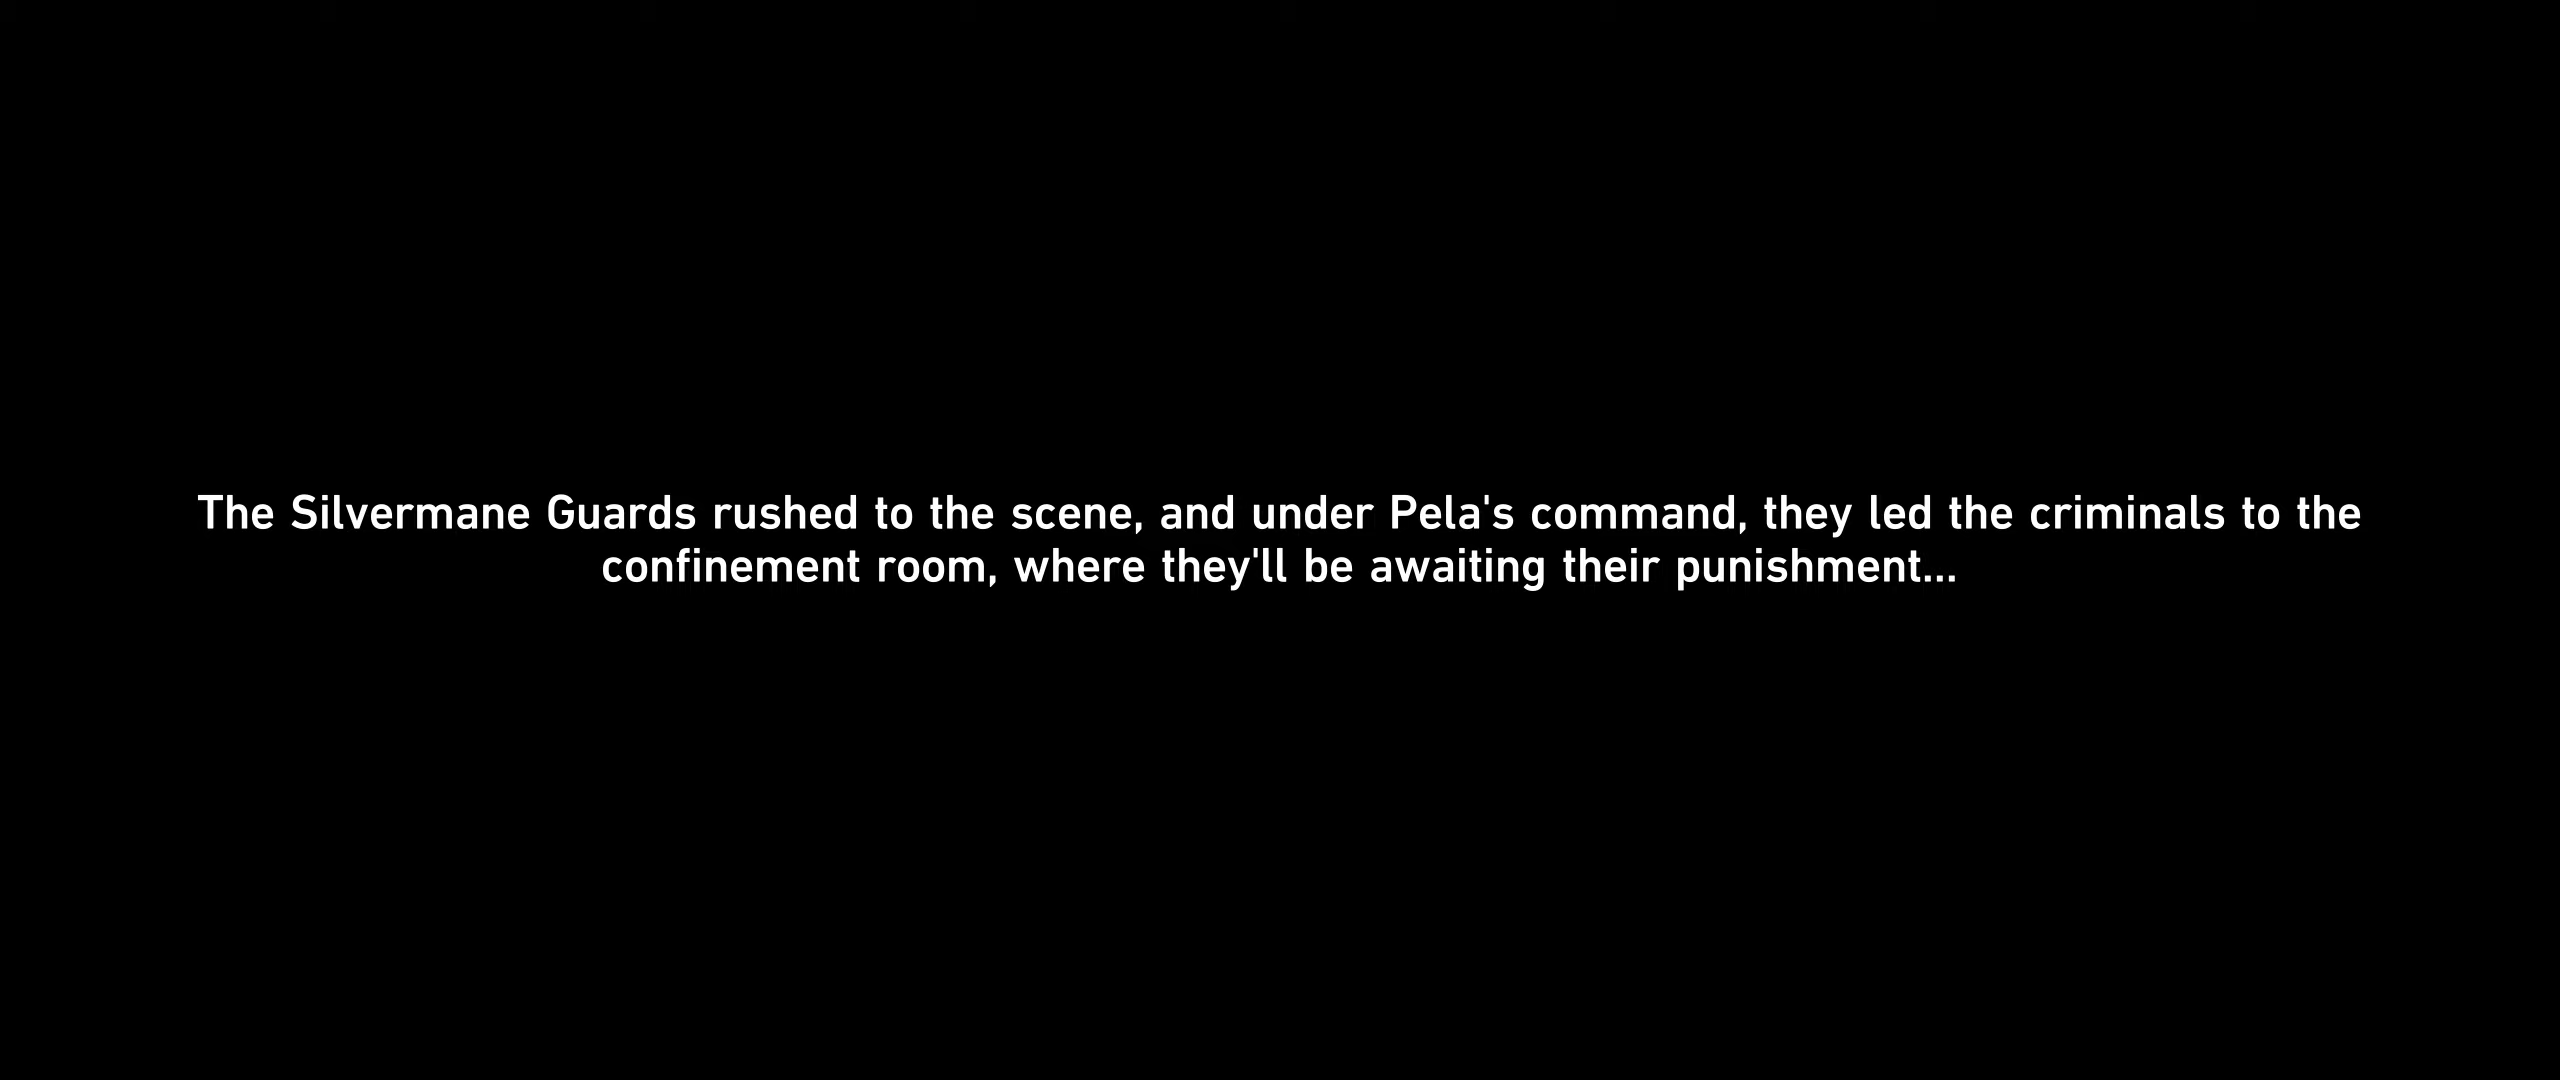 The Silvermane Guards rushed to the scene, and under Pela's command, they led the criminals to the
confinement room, where they'll be awaiting their punishment...